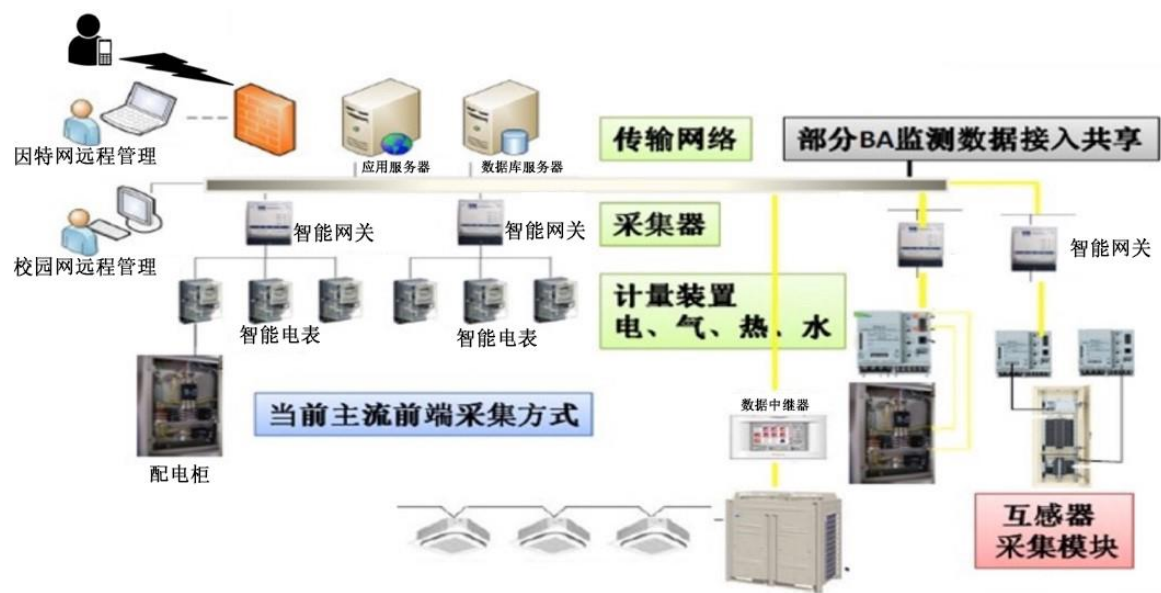 因特网远程管理
应用服务器
数据库服务器
传输网络
部分BA监测数据接入共享
校园网远程管理
智能网关
智能网关
采集器
智能网关
智能电表
智能电表
计量装置
电、气、热、水
当前主流前端采集方式
数据中继器
配电柜
互感器
采集模块